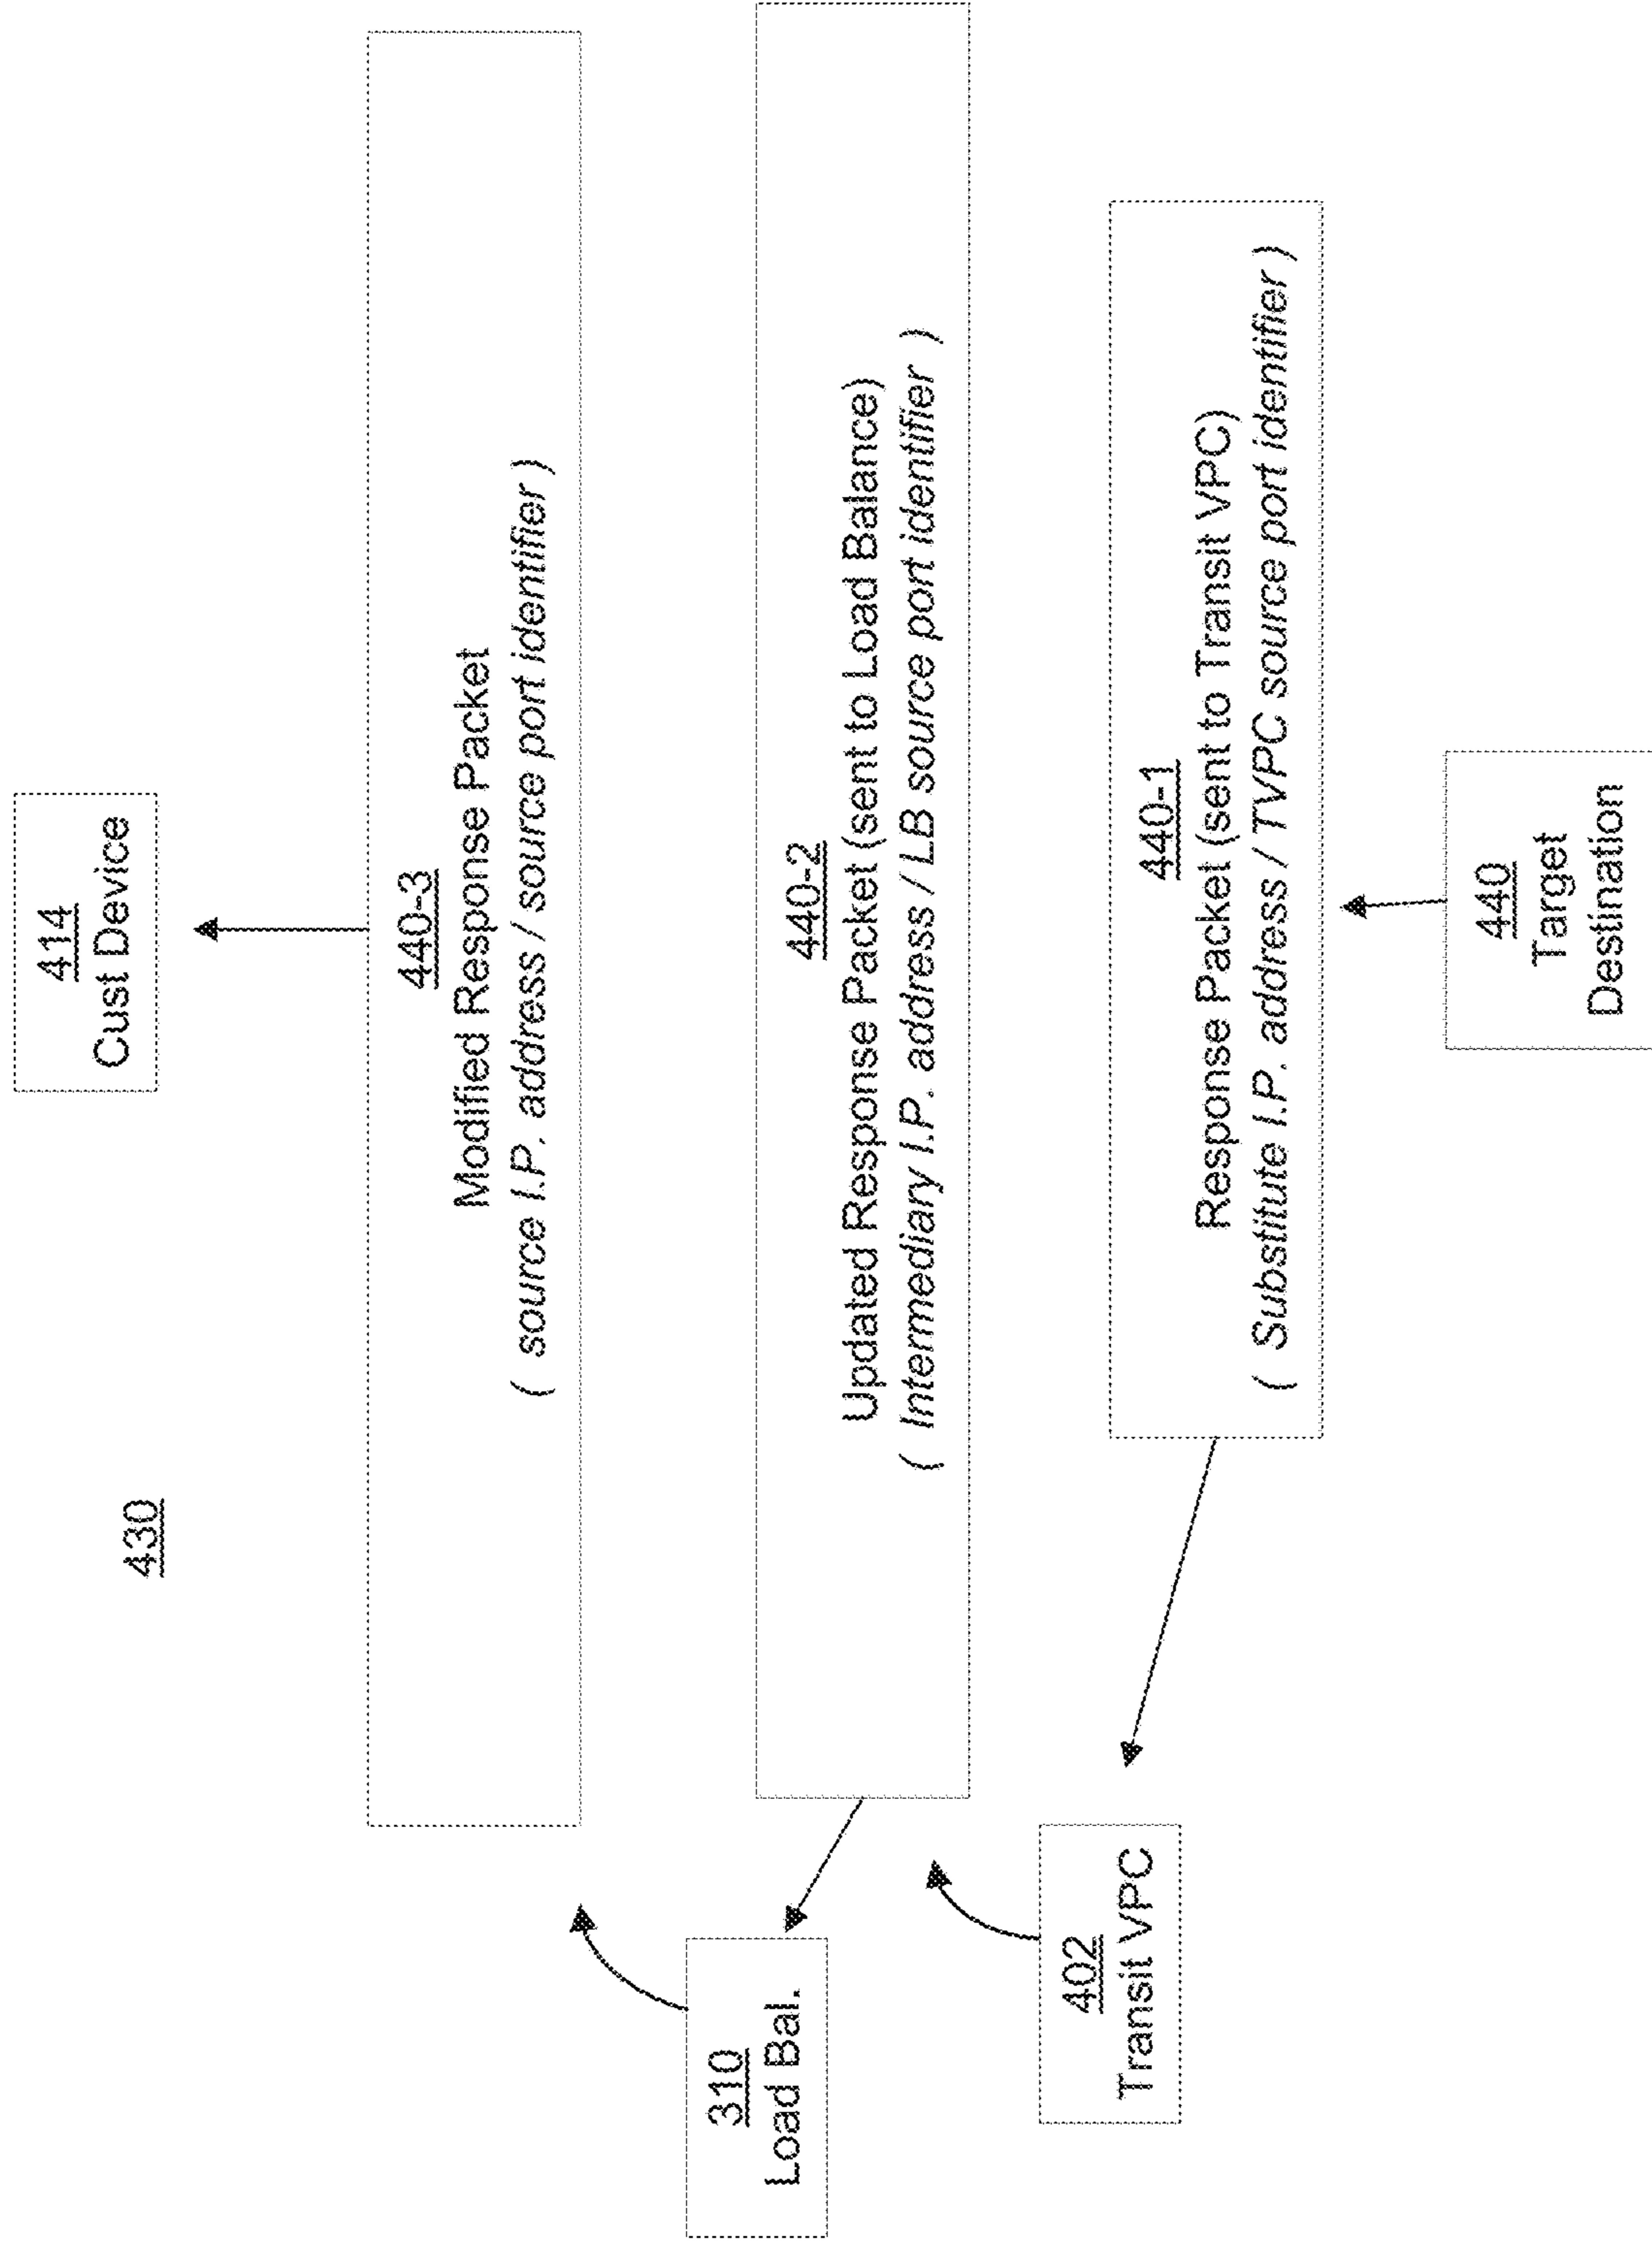 430
414
Cust Device
440-3
Modified Response Packet
( source I.P. address / source port identifier )
310
Load Bal.
440-2
Updated Response Packet (sent to Load Balance)
( Intermediary I.P. address / LB source port identifier )
402
Transit VPC
440-1
Response Packet (sent to Transit VPC)
( Substitute I.P. address / TVPC source port identifier )
440
Target
Destination